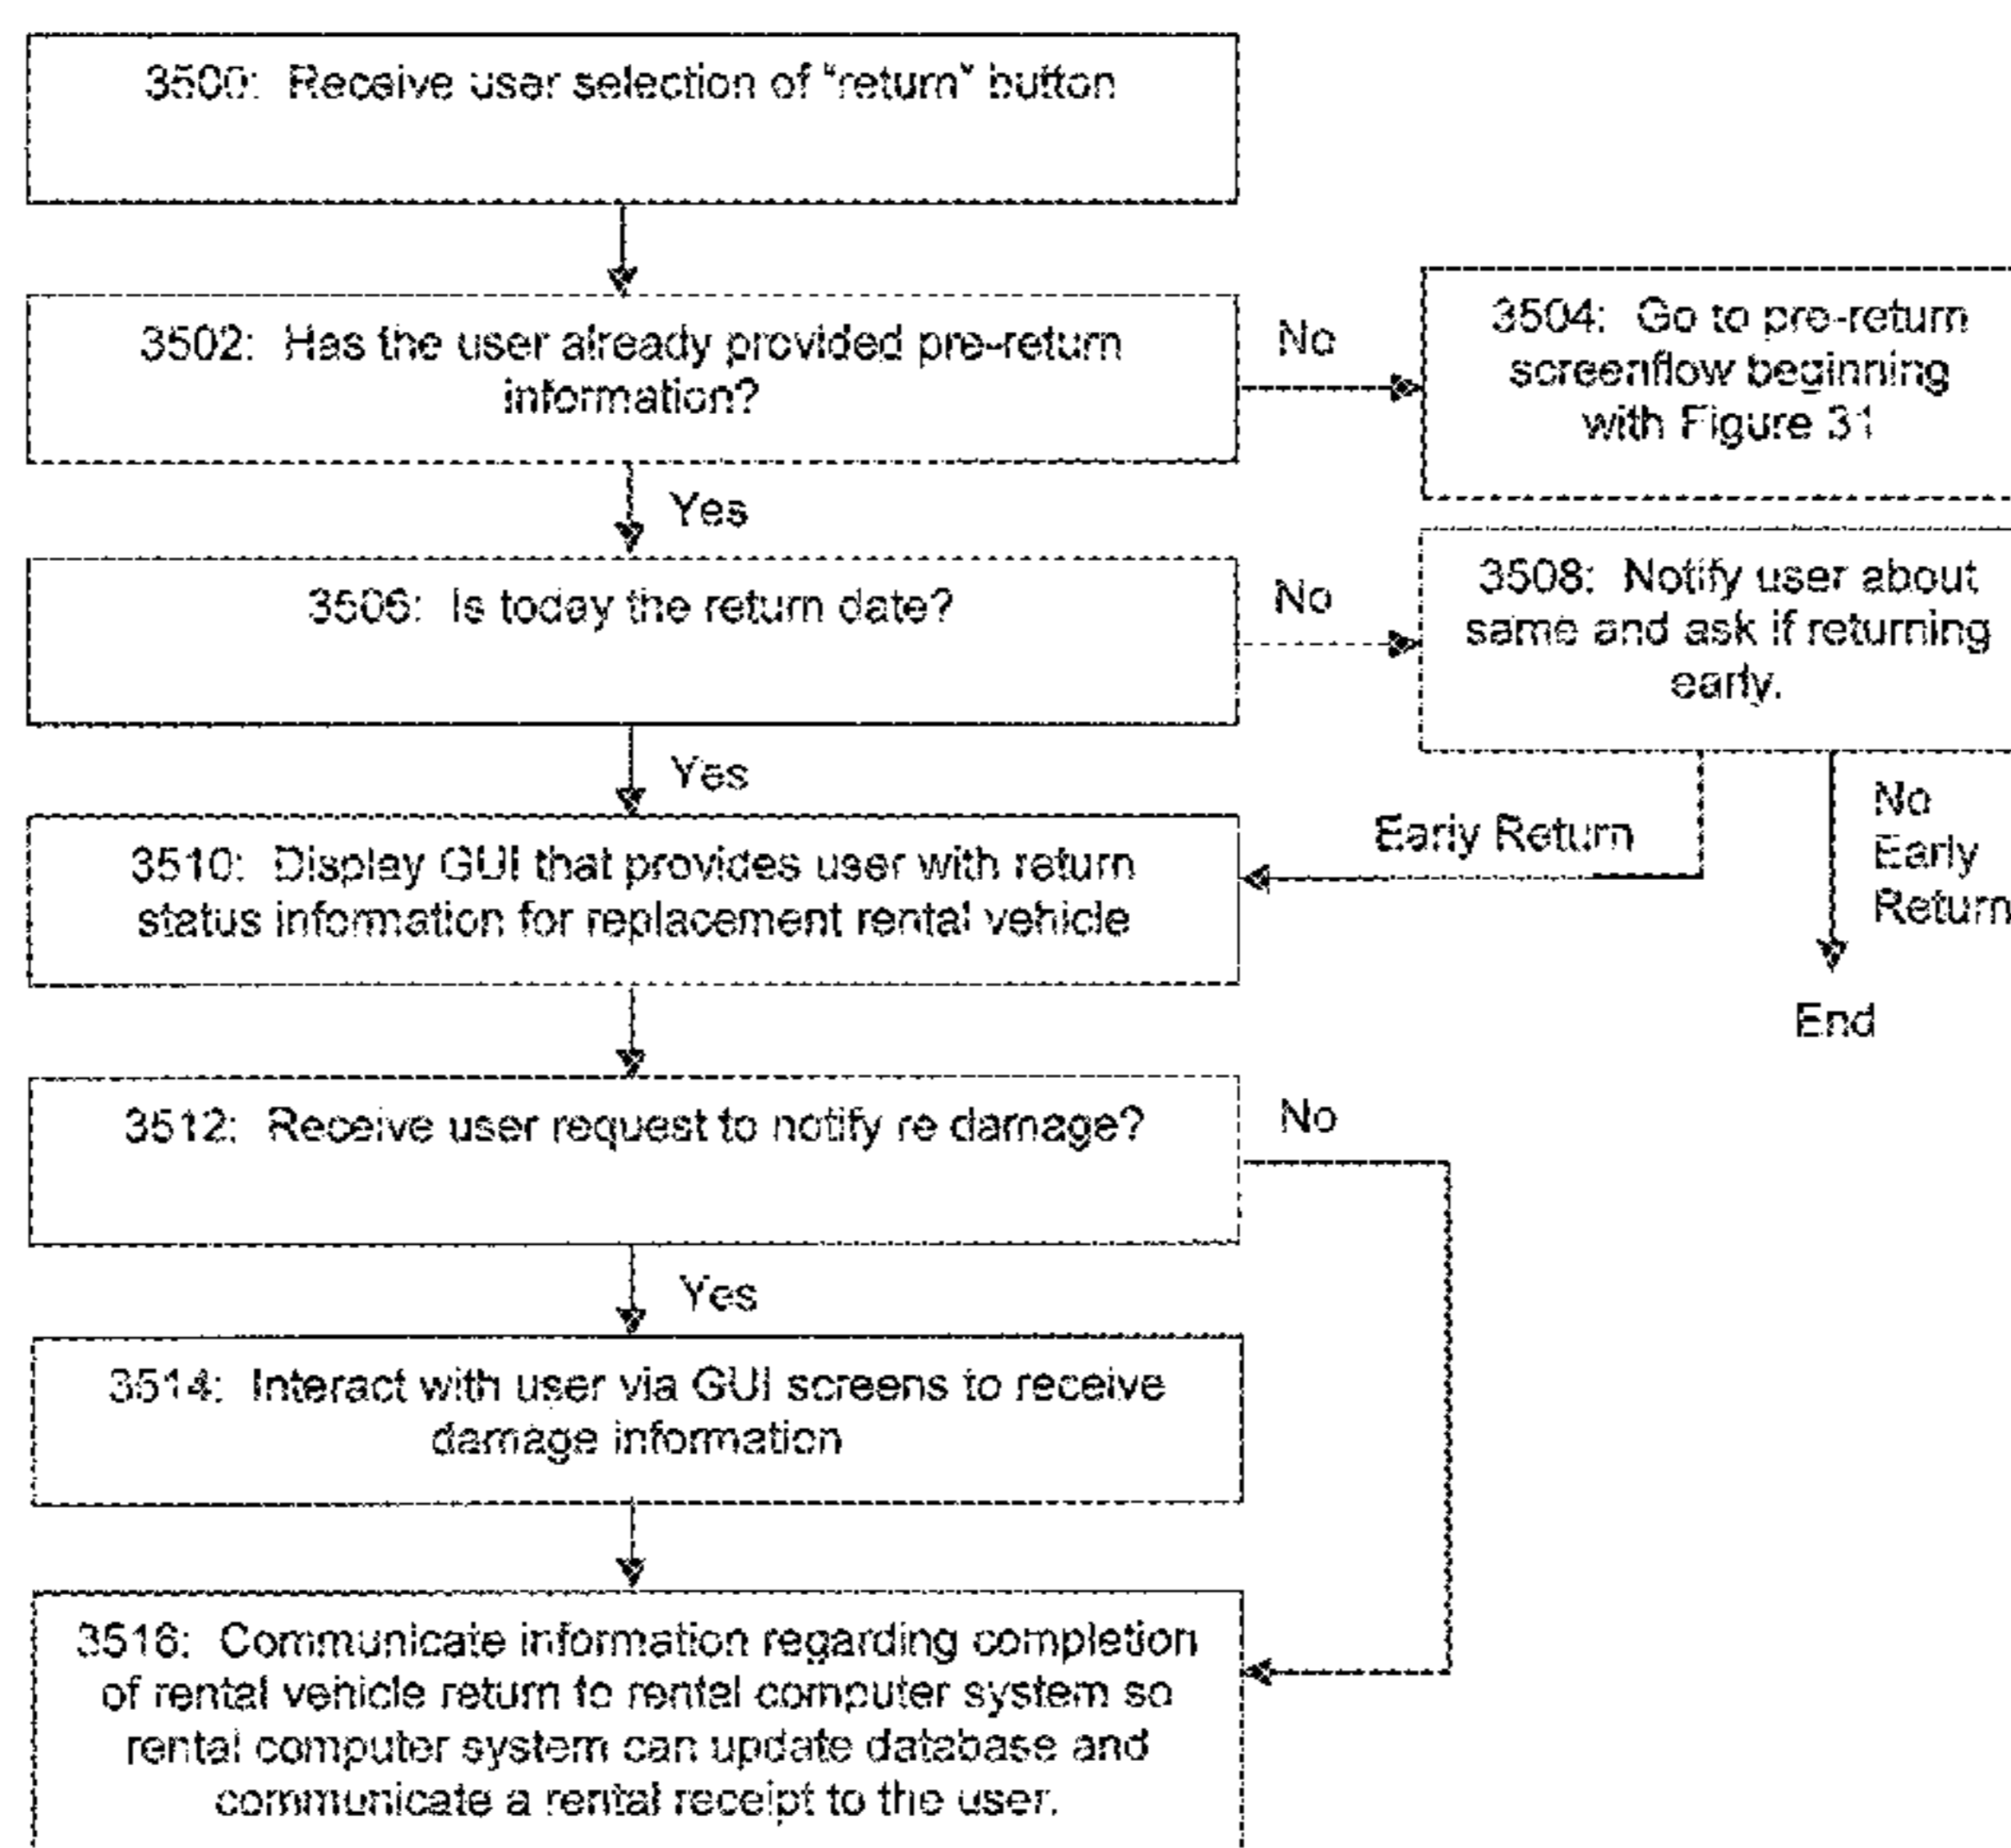 3500: Receive user selection of "return" button
3502: Has the user already provided pre-return
information?
No
3504: Go to pre-return
screenflow beginning
with Figure 31
Yes
3506: Is today the return date?
No
3508: Notify user about
same and ask if returning
early.
Yes
Early Return
No
Early
Return
End
3510: Display GUI that provides user with return
status information for replacement rental vehicle
3512: Receive user request to notify re damage?
No
Yes
3514: Interact with user via GUI screens to receive
damage information
3516: Communicate information regarding completion
of rental vehicle return to rental computer system so
rental computer system can update database and
communicate a rental receipt to the user.